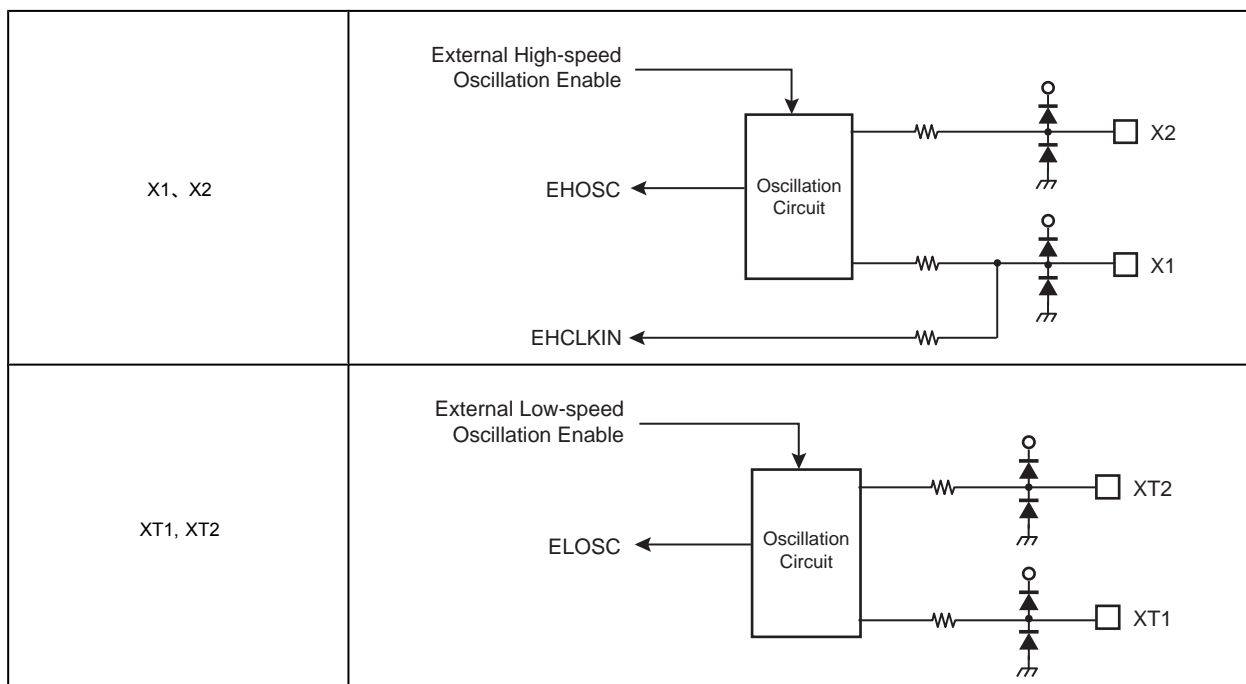 External High-speed
Oscillation Enable
X2
X1、X2
EHOSC
Oscillation
Circuit
X1
EHCLKIN
External Low-speed
Oscillation Enable
XT2
XT1, XT2
ELOSC
Oscillation
Circuit
XT1